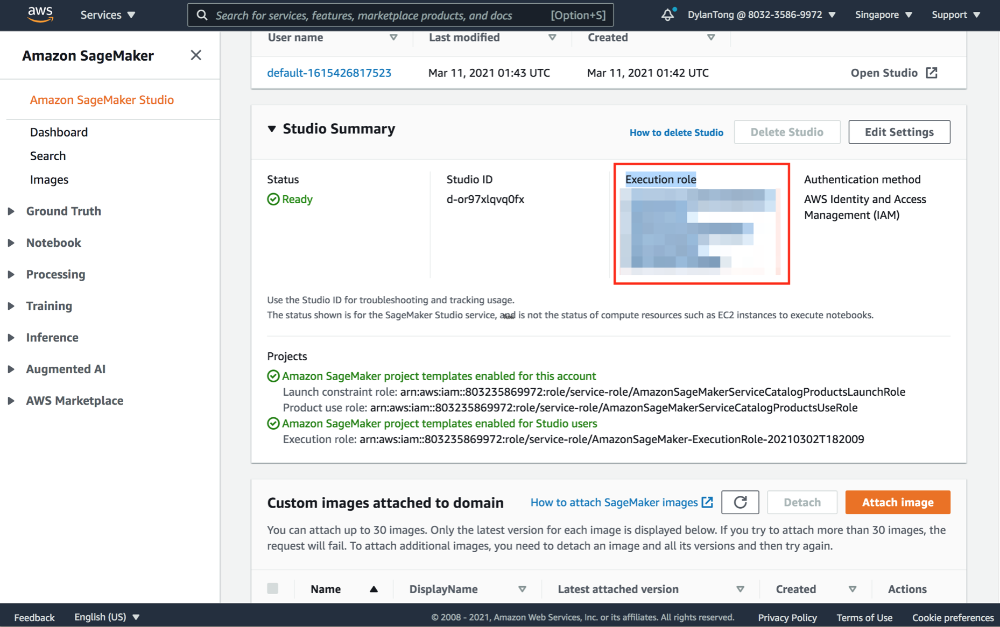 aws Services Search for services, features, marketplace products, and docs [Option+S] DylanTong @ 8032-3586-9972 Singapore Support
Amazon SageMaker
Amazon SageMaker Studio
Dashboard
Search
Images
Ground Truth
Notebook
Processing
Training
Inference
Augmented AI
AWS Marketplace
User name Last modified Created
default-1615426817523 Mar 11, 2021 01:43 UTC Mar 11, 2021 01:42 UTC Open Studio
Studio Summary How to delete Studio Delete Studio Edit Settings
Status Studio ID Execution role Authentication method
Ready d-or97xlqvq0fx AWS Identity and Access
Management (IAM)
Use the Studio ID for troubleshooting and tracking usage.
The status shown is for the SageMaker Studio service, and is not the status of compute resources such as EC2 instances to execute notebooks.
Projects
Amazon SageMaker project templates enabled for this account
Launch constraint role: arn:aws:iam::803235869972:role/service-role/AmazonSageMakerServiceCatalogProductsLaunchRole
Product use role: arn:aws:iam::803235869972:role/service-role/AmazonSageMakerServiceCatalogProductsUseRole
Amazon SageMaker project templates enabled for Studio users
Execution role: arn:aws:iam::803235869972:role/service-role/AmazonSageMaker-ExecutionRole-20210302T182009
Custom images attached to domain How to attach SageMaker images Detach Attach image
You can attach up to 30 images. Only the latest version for each image is displayed below. If you try to attach more than 30 images, the
request will fail. To attach additional images, you need to detach an image and all its versions and then try again.
Name DisplayName Latest attached version Created Actions
Feedback English (US) © 2008 - 2021, Amazon Web Services, Inc. or its affiliates. All rights reserved. Privacy Policy Terms of Use Cookie preferences